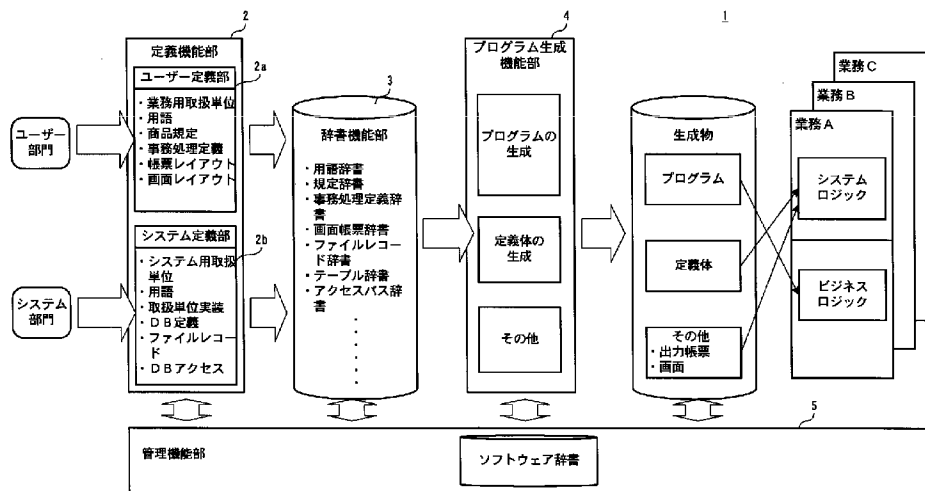 2
4
1
定義機能部
ユーザー定義部
2a
・業務用取扱単位
・用語
・商品規定
・事務処理定義
・帳票レイアウト
・画面レイアウト
ユーザー
部門
システム定義部
2b
・システム用取扱
単位
・用語
・取扱単位実装
・DB定義
・ファイルレコー
ド
・DBアクセス
システム
部門
3
辞書機能部
・用語辞書
・規定辞書
・事務処理定義辞
書
・画面帳票辞書
・ファイルレコー
ド辞書
・テーブル辞書
・アクセスパス辞
書
プログラム生成
機能部
プログラムの
生成
定義体の
生成
その他
生成物
プログラム
定義体
その他
・出力帳票
・画面
業務C
業務B
業務A
システム
ロジック
ビジネス
ロジック
5
管理機能部
ソフトウェア辞書